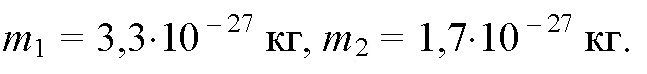 m₁ = 3,3·10⁻²⁷ кг, m₂ = 1,7·10⁻²⁷ кг.